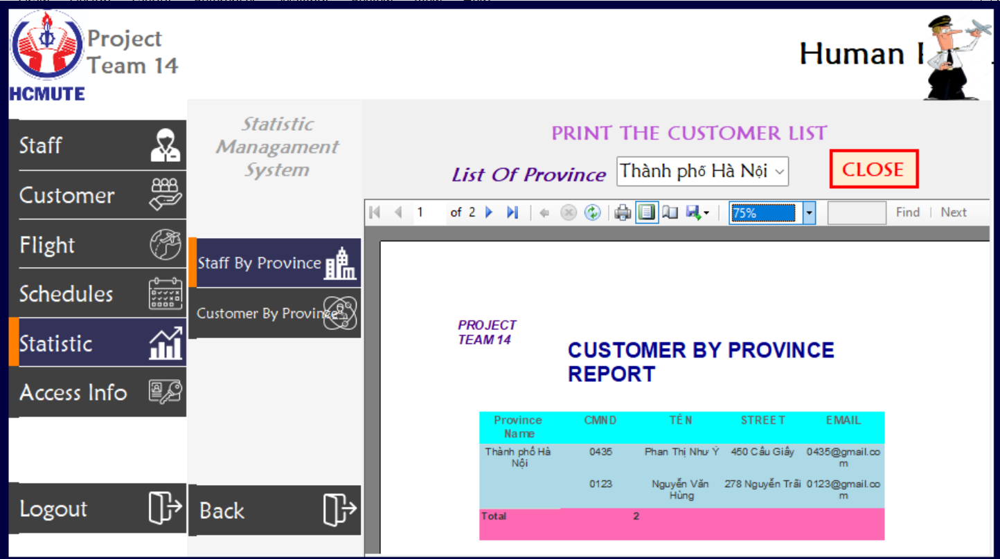 Project
Team 14
HCMUTE
Human
Staff
Customer
Flight
Schedules
Statistic
Access Info
Logout
Statistic
Managament
System
Staff By Province
Customer By Province
Back
PRINT THE CUSTOMER LIST
List Of Province Thành phố Hà Nội CLOSE
1 of 2 75% Find | Next
PROJECT
TEAM 14
CUSTOMER BY PROVINCE
REPORT
Province CMND TÊN STREET EMAIL
Name
Thành phố Hà 0435 Phan Thị Như Ý 450 Cầu Giấy 0435@gmail.co
Nội m
0123 Nguyễn Văn 278 Nguyễn Trãi 0123@gmail.co
Hùng m
Total 2